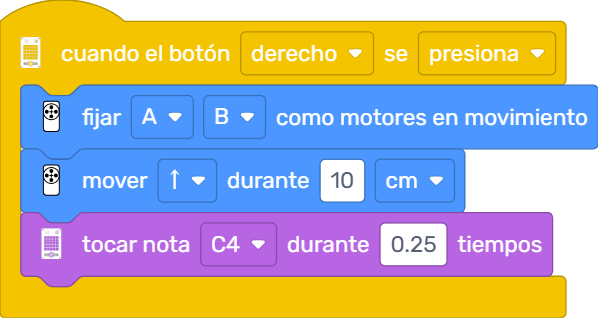 cuando el botón derecho se presiona
fijar A B como motores en movimiento
mover ↑ durante 10 cm
tocar nota C4 durante 0.25 tiempos